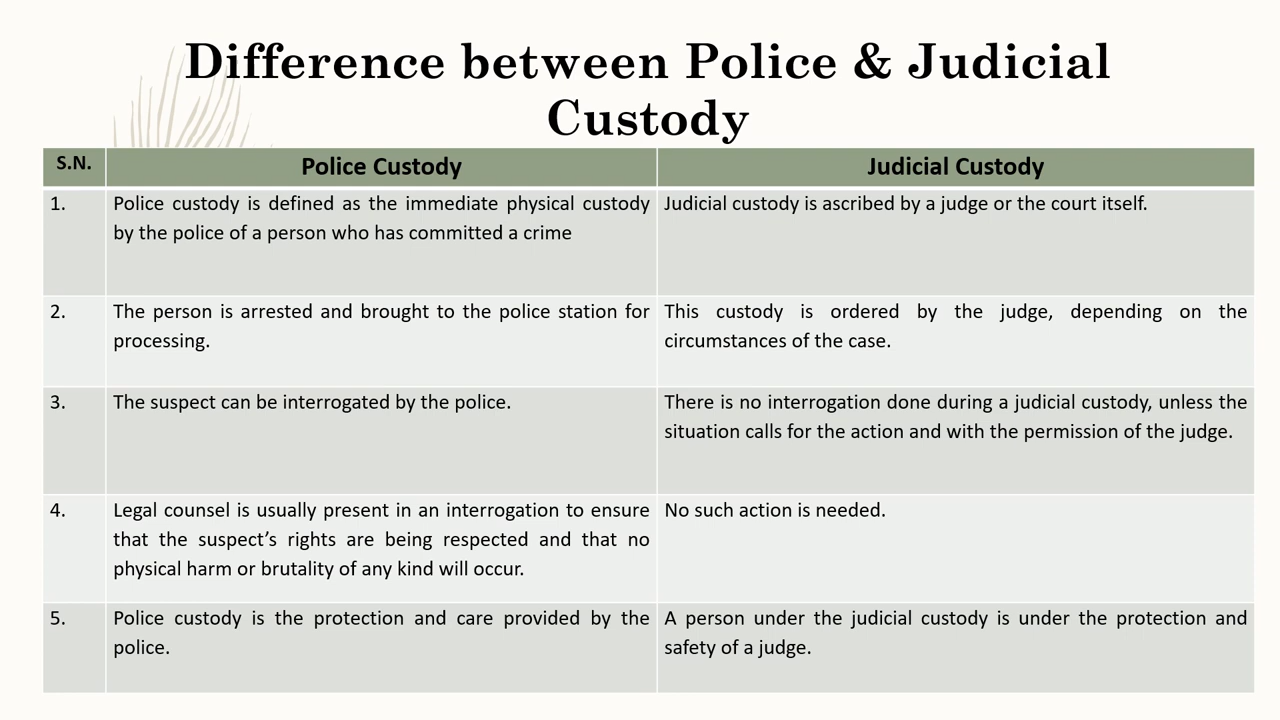 Difference between Police & Judicial
Custody
S.N.
Police Custody
Judicial Custody
1.
Police custody is defined as the immediate physical custody
by the police of a person who has committed a crime
Judicial custody is ascribed by a judge or the court itself.
2.
The person is arrested and brought to the police station for
processing.
This custody is ordered by the judge, depending on the
circumstances of the case.
3.
The suspect can be interrogated by the police.
There is no interrogation done during a judicial custody, unless the
situation calls for the action and with the permission of the judge.
4.
Legal counsel is usually present in an interrogation to ensure
that the suspect’s rights are being respected and that no
physical harm or brutality of any kind will occur.
No such action is needed.
5.
Police custody is the protection and care provided by the
police.
A person under the judicial custody is under the protection and
safety of a judge.